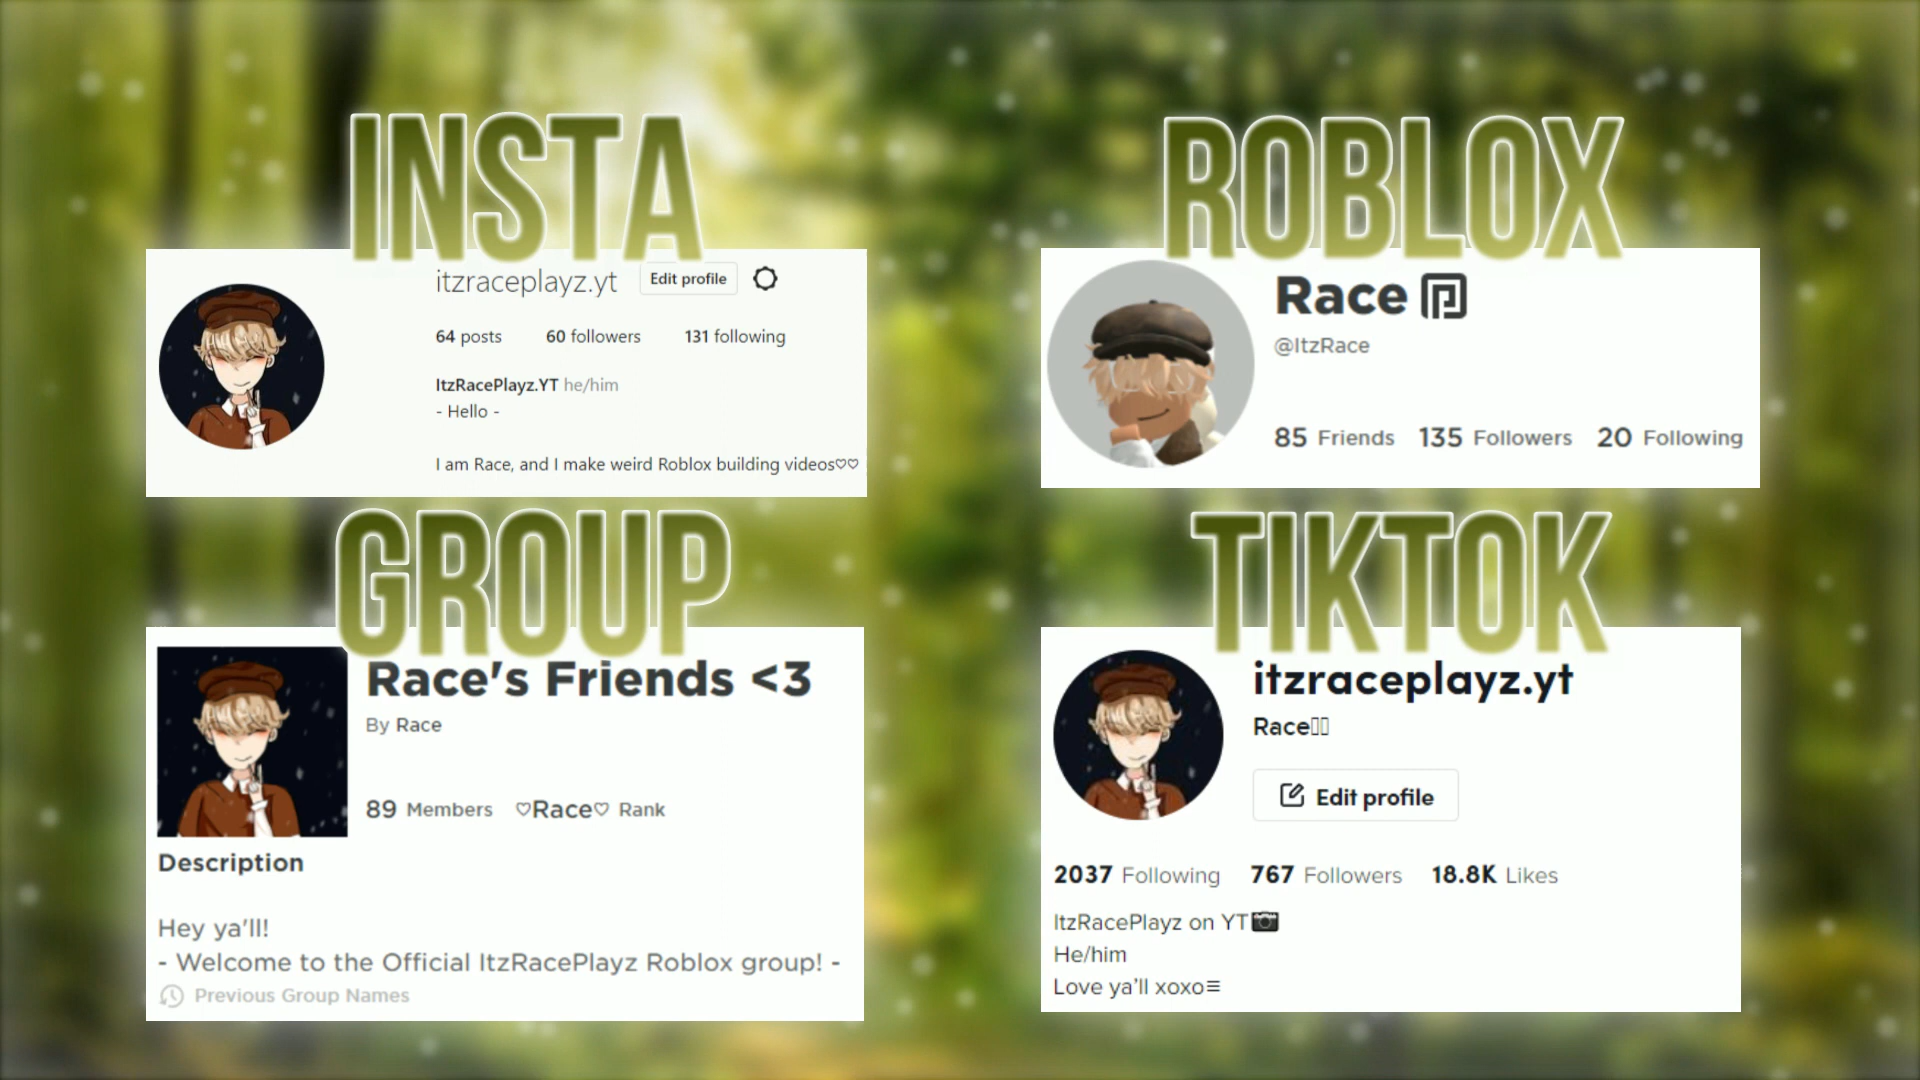 INSTA
itzraceplayz.yt Edit profile
64 posts 60 followers 131 following
ItzRacePlayz.YT he/him
- Hello -
I am Race, and I make weird Roblox building videos♡♡
ROBLOX
Race
@ItzRace
85 Friends 135 Followers 20 Following
GROUP
Race's Friends <3
By Race
89 Members ♡Race♡ Rank
Description
Hey ya'll!
- Welcome to the Official ItzRacePlayz Roblox group! -
Previous Group Names
TIKTOK
itzraceplayz.yt
Race▯▯
Edit profile
2037 Following 767 Followers 18.8K Likes
ItzRacePlayz on YT📷
He/him
Love ya'll xoxo≡